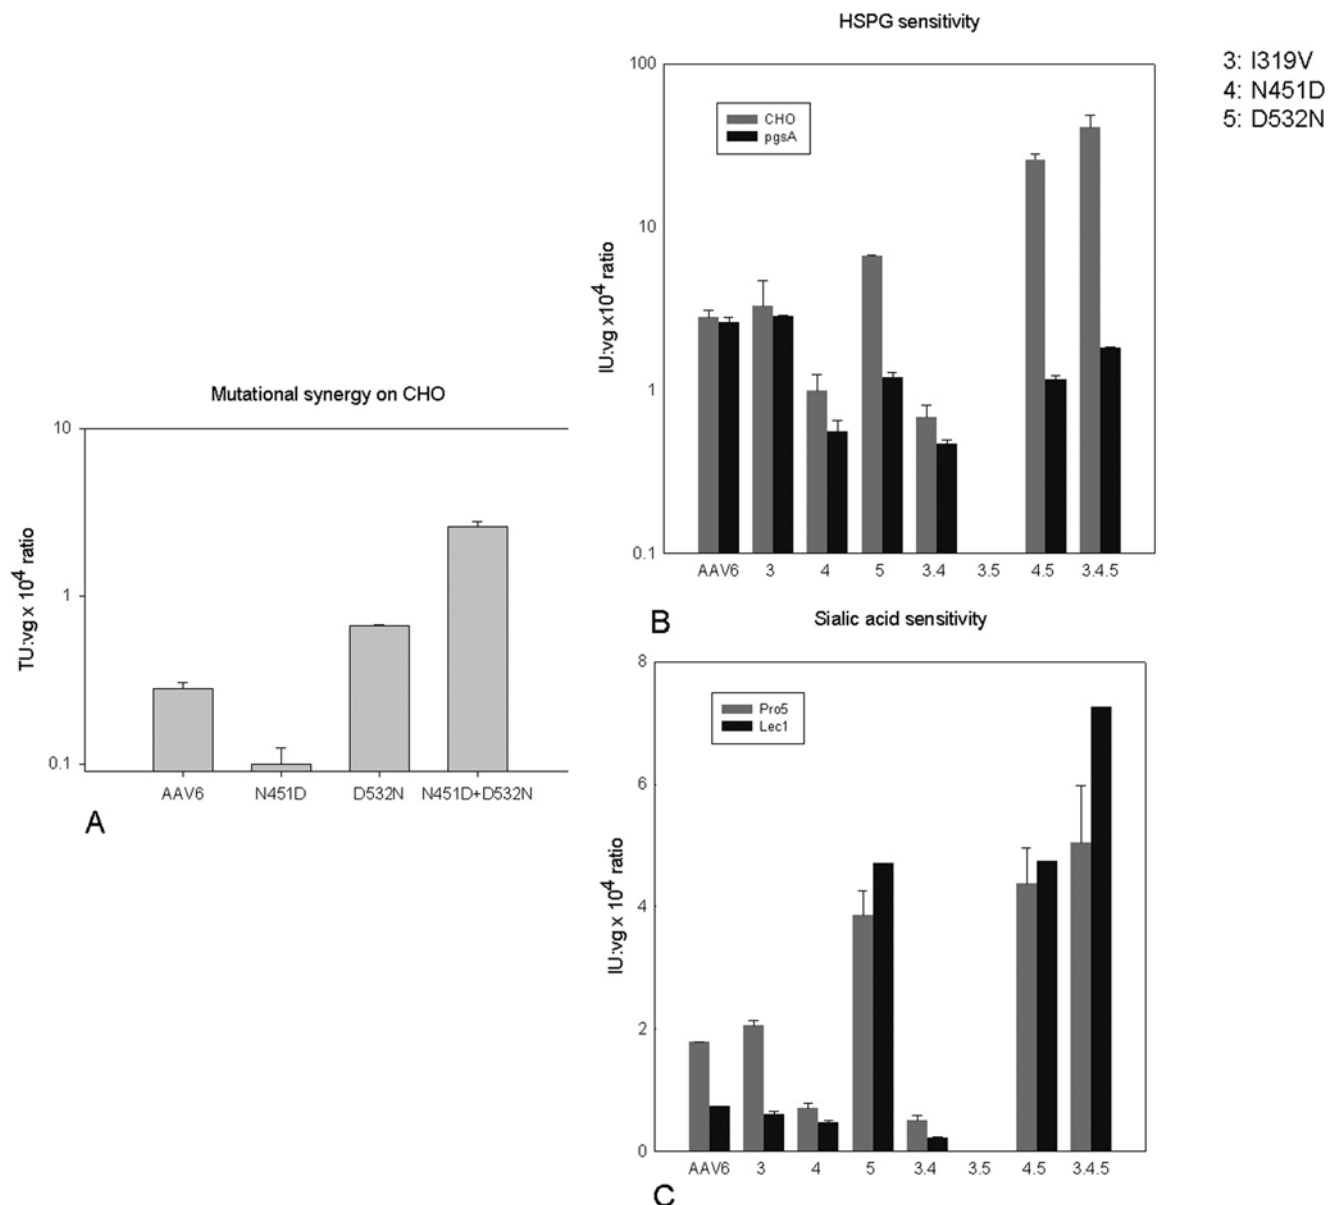 HSPG sensitivity
100
10
1
0.1
IU:vg x10⁴ ratio
CHO
pgsA
AAV6 3 4 5 3.4 3.5 4.5 3.4.5
B
3: I319V
4: N451D
5: D532N
Mutational synergy on CHO
10
1
0.1
TU:vg x 10⁴ ratio
AAV6 N451D D532N N451D+D532N
A
Sialic acid sensitivity
8
6
4
2
0
IU:vg x 10⁴ ratio
Pro5
Lec1
AAV6 3 4 5 3.4 3.5 4.5 3.4.5
C